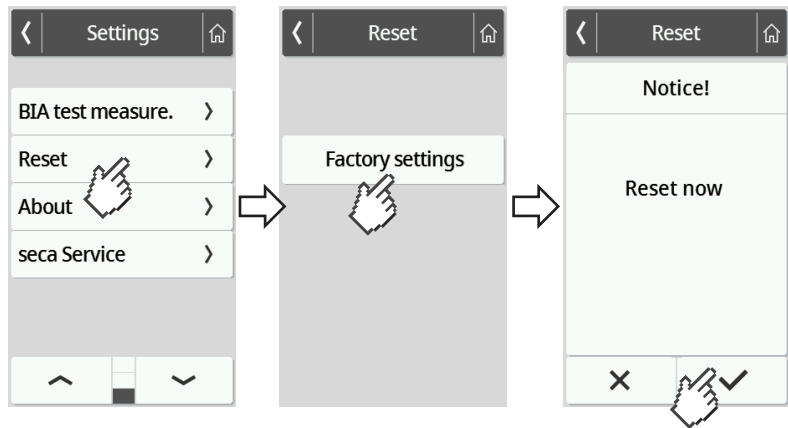 Settings
BIA test measure.
Reset
About
seca Service
Reset
Factory settings
Reset
Notice!
Reset now